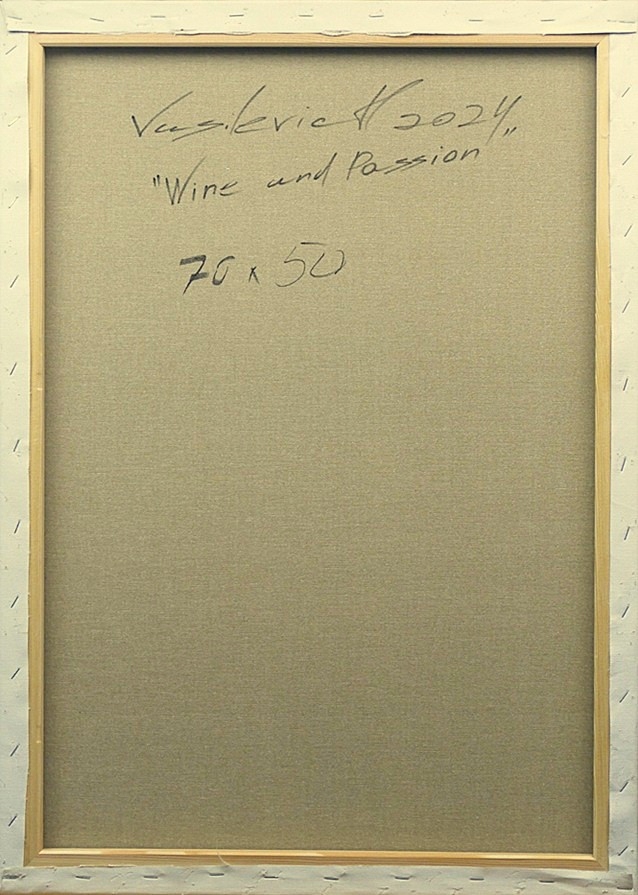 Vasilevich 2024
"Wine and Passion"
70 x 50